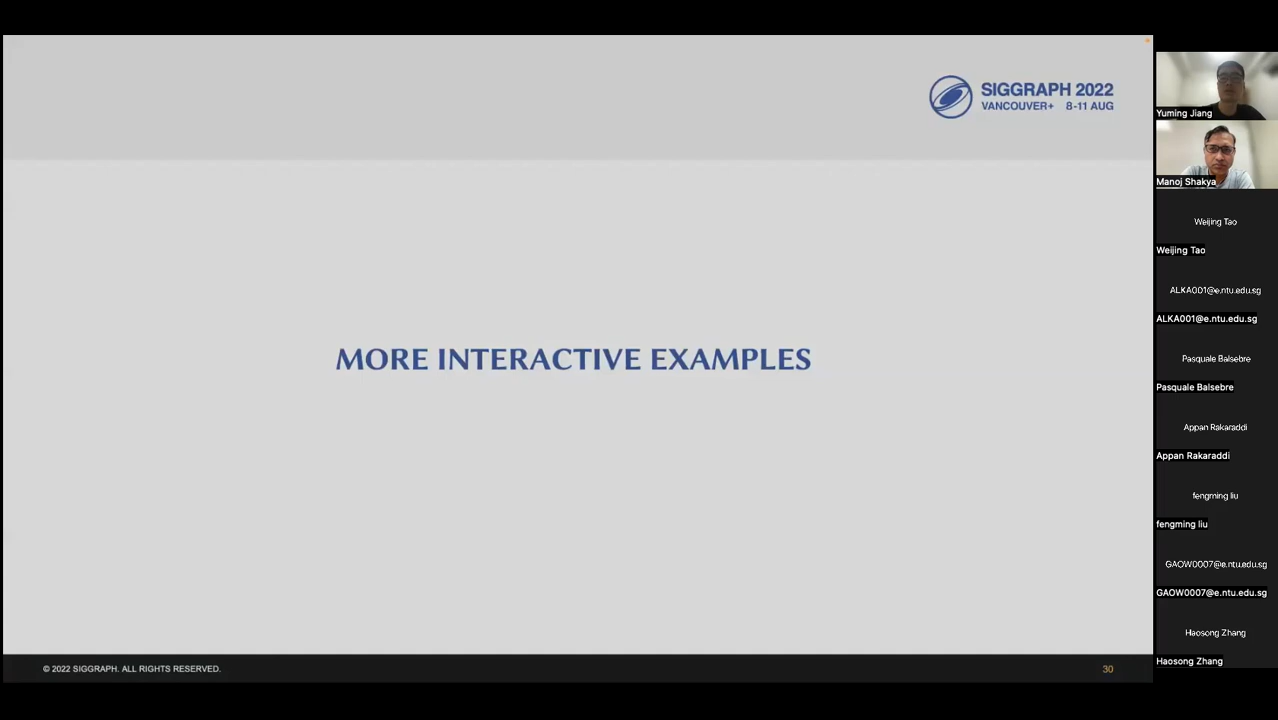 SIGGRAPH 2022
VANCOUVER+ 8-11 AUG
MORE INTERACTIVE EXAMPLES
© 2022 SIGGRAPH. ALL RIGHTS RESERVED.
30
Yuming Jiang
Manoj Shakya
Weijing Tao
Weijing Tao
ALKA001@e.ntu.edu.sg
ALKA001@e.ntu.edu.sg
Pasquale Balsebre
Pasquale Balsebre
Appan Rakaraddi
Appan Rakaraddi
fengming liu
fengming liu
GAOW0007@e.ntu.edu.sg
GAOW0007@e.ntu.edu.sg
Haosong Zhang
Haosong Zhang